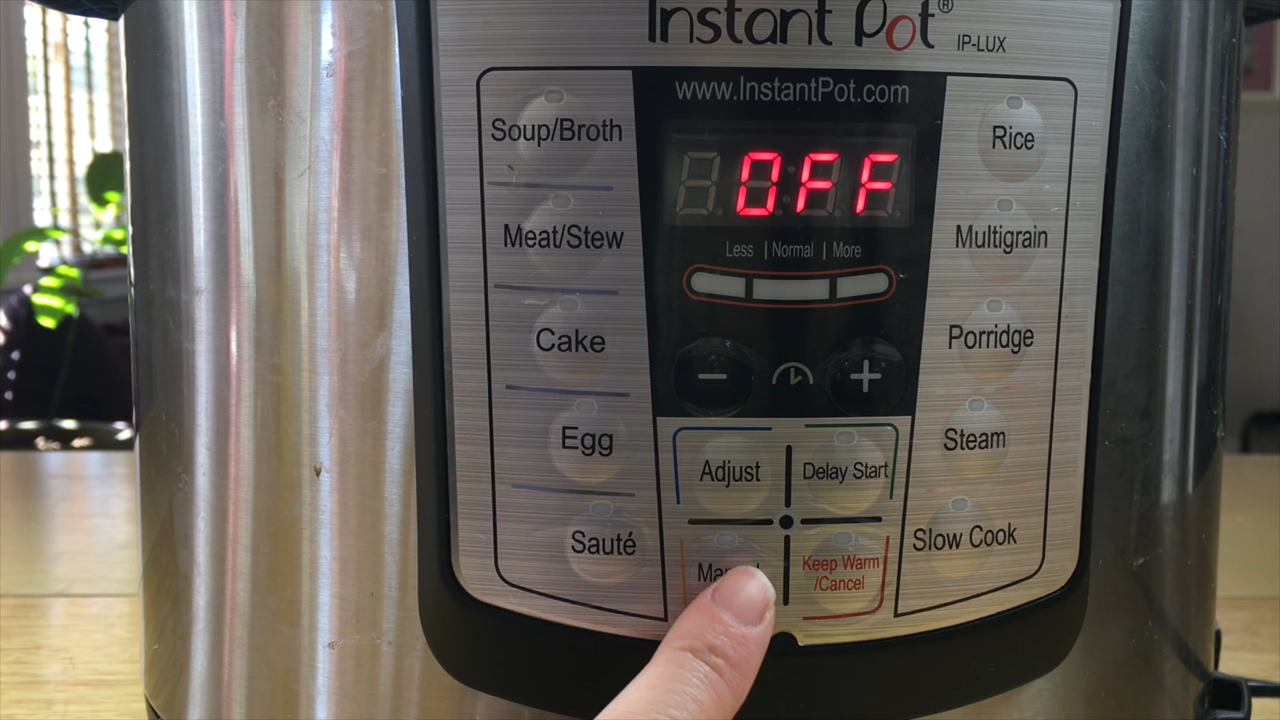 Instant Pot® IP-LUX
www.InstantPot.com
OFF
Less | Normal | More
Soup/Broth
Meat/Stew
Cake
Egg
Sauté
Rice
Multigrain
Porridge
Steam
Slow Cook
− +
Adjust
Delay Start
Keep Warm
/Cancel